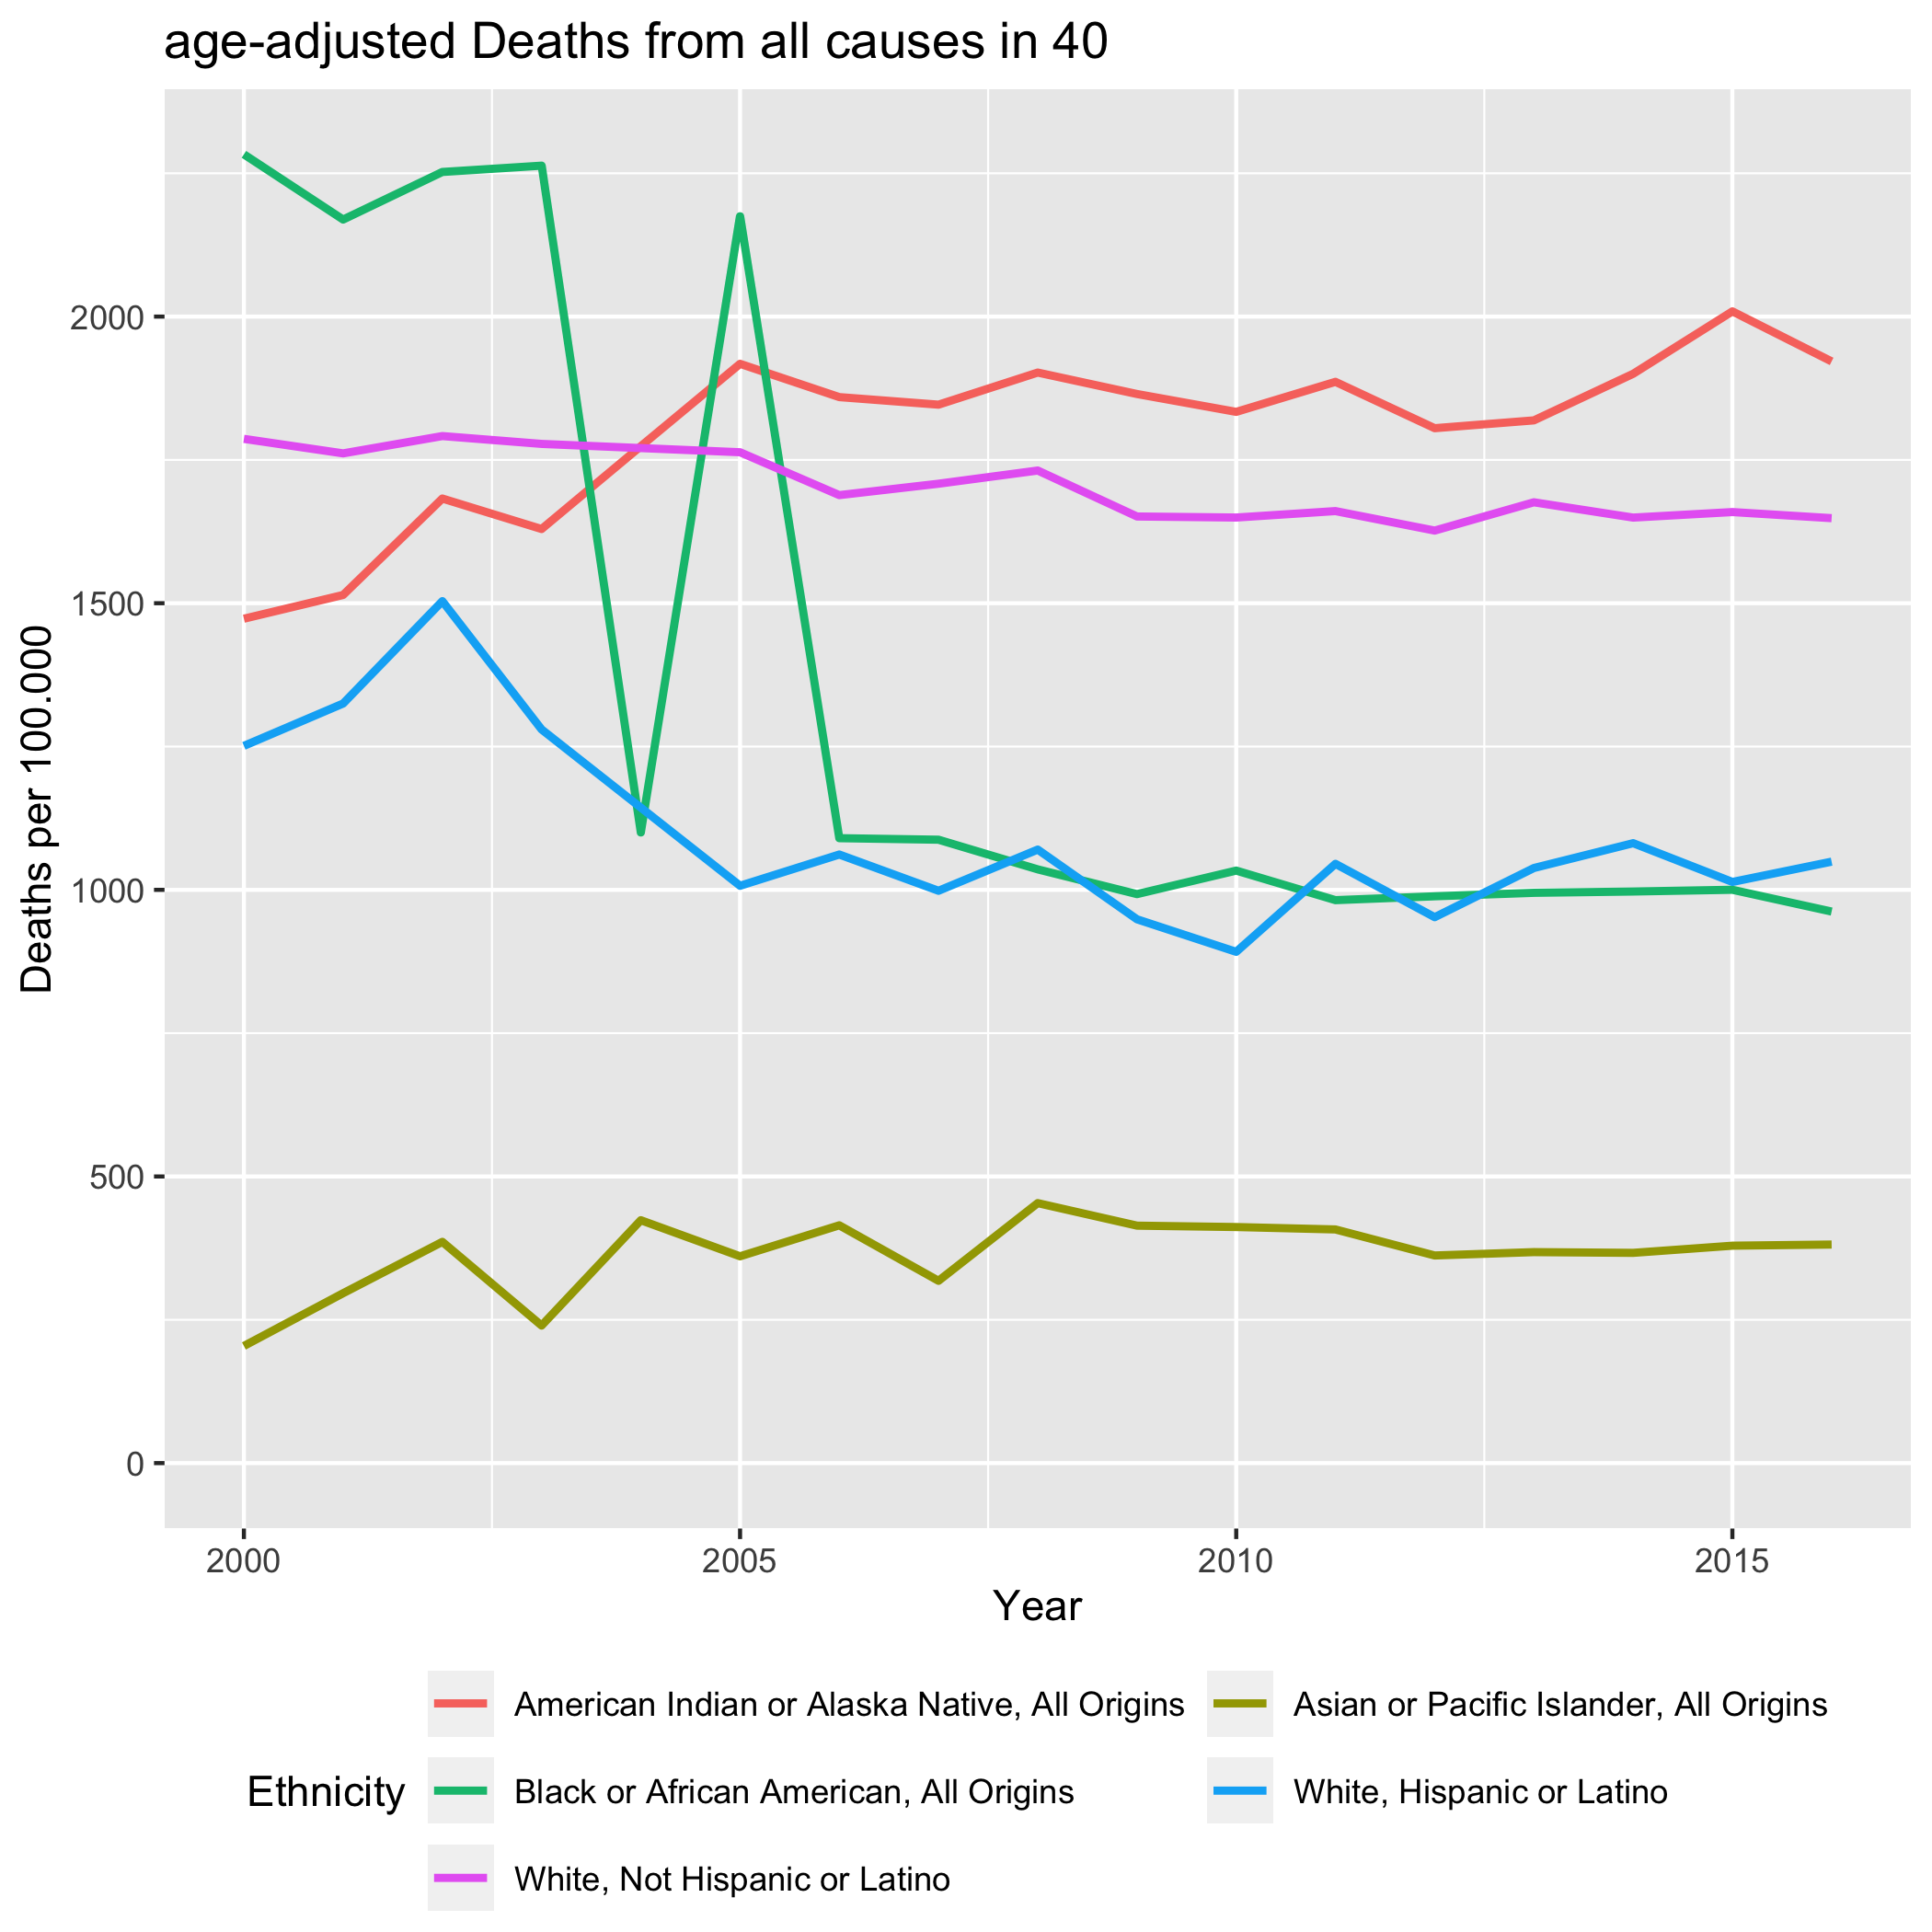 age-adjusted Deaths from all causes in 40
Deaths per 100.000
2000
1500
1000
500
0
2000 2005 2010 2015
Year
Ethnicity
American Indian or Alaska Native, All Origins
Asian or Pacific Islander, All Origins
Black or African American, All Origins
White, Hispanic or Latino
White, Not Hispanic or Latino